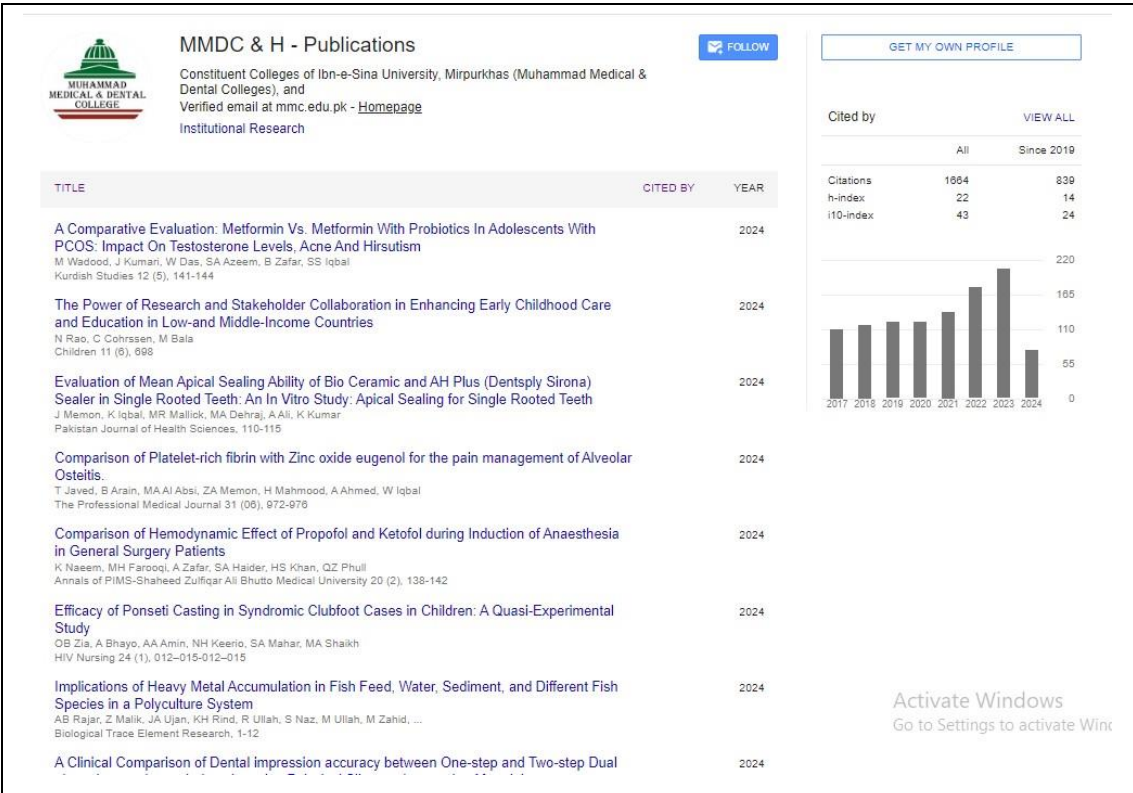 MUHAMMAD
MEDICAL & DENTAL
COLLEGE
MMDC & H - Publications
Constituent Colleges of Ibn-e-Sina University, Mirpurkhas (Muhammad Medical &
Dental Colleges), and
Verified email at mmc.edu.pk - Homepage
Institutional Research
FOLLOW
GET MY OWN PROFILE
Cited by VIEW ALL
All Since 2019
Citations 1664 839
h-index 22 14
i10-index 43 24
220
165
110
55
0
2017 2018 2019 2020 2021 2022 2023 2024
TITLE CITED BY YEAR
A Comparative Evaluation: Metformin Vs. Metformin With Probiotics In Adolescents With 2024
PCOS: Impact On Testosterone Levels, Acne And Hirsutism
M Wadood, J Kumari, W Das, SA Azeem, B Zafar, SS Iqbal
Kurdish Studies 12 (5), 141-144
The Power of Research and Stakeholder Collaboration in Enhancing Early Childhood Care 2024
and Education in Low-and Middle-Income Countries
N Rao, C Cohrssen, M Bala
Children 11 (6), 698
Evaluation of Mean Apical Sealing Ability of Bio Ceramic and AH Plus (Dentsply Sirona) 2024
Sealer in Single Rooted Teeth: An In Vitro Study: Apical Sealing for Single Rooted Teeth
J Memon, K Iqbal, MR Mallick, MA Dehraj, A Ali, K Kumar
Pakistan Journal of Health Sciences, 110-115
Comparison of Platelet-rich fibrin with Zinc oxide eugenol for the pain management of Alveolar 2024
Osteitis.
T Javed, B Arain, MA Al Absi, ZA Memon, H Mahmood, A Ahmed, W Iqbal
The Professional Medical Journal 31 (06), 972-976
Comparison of Hemodynamic Effect of Propofol and Ketofol during Induction of Anaesthesia 2024
in General Surgery Patients
K Naeem, MH Farooqi, A Zafar, SA Haider, HS Khan, QZ Phull
Annals of PIMS-Shaheed Zulfiqar Ali Bhutto Medical University 20 (2), 138-142
Efficacy of Ponseti Casting in Syndromic Clubfoot Cases in Children: A Quasi-Experimental 2024
Study
OB Zia, A Bhayo, AA Amin, NH Keerio, SA Mahar, MA Shaikh
HIV Nursing 24 (1), 012–015-012–015
Implications of Heavy Metal Accumulation in Fish Feed, Water, Sediment, and Different Fish 2024
Species in a Polyculture System
AB Rajar, Z Malik, JA Ujan, KH Rind, R Ullah, S Naz, M Ullah, M Zahid, ...
Biological Trace Element Research, 1-12
A Clinical Comparison of Dental impression accuracy between One-step and Two-step Dual 2024
Activate Windows
Go to Settings to activate Wind